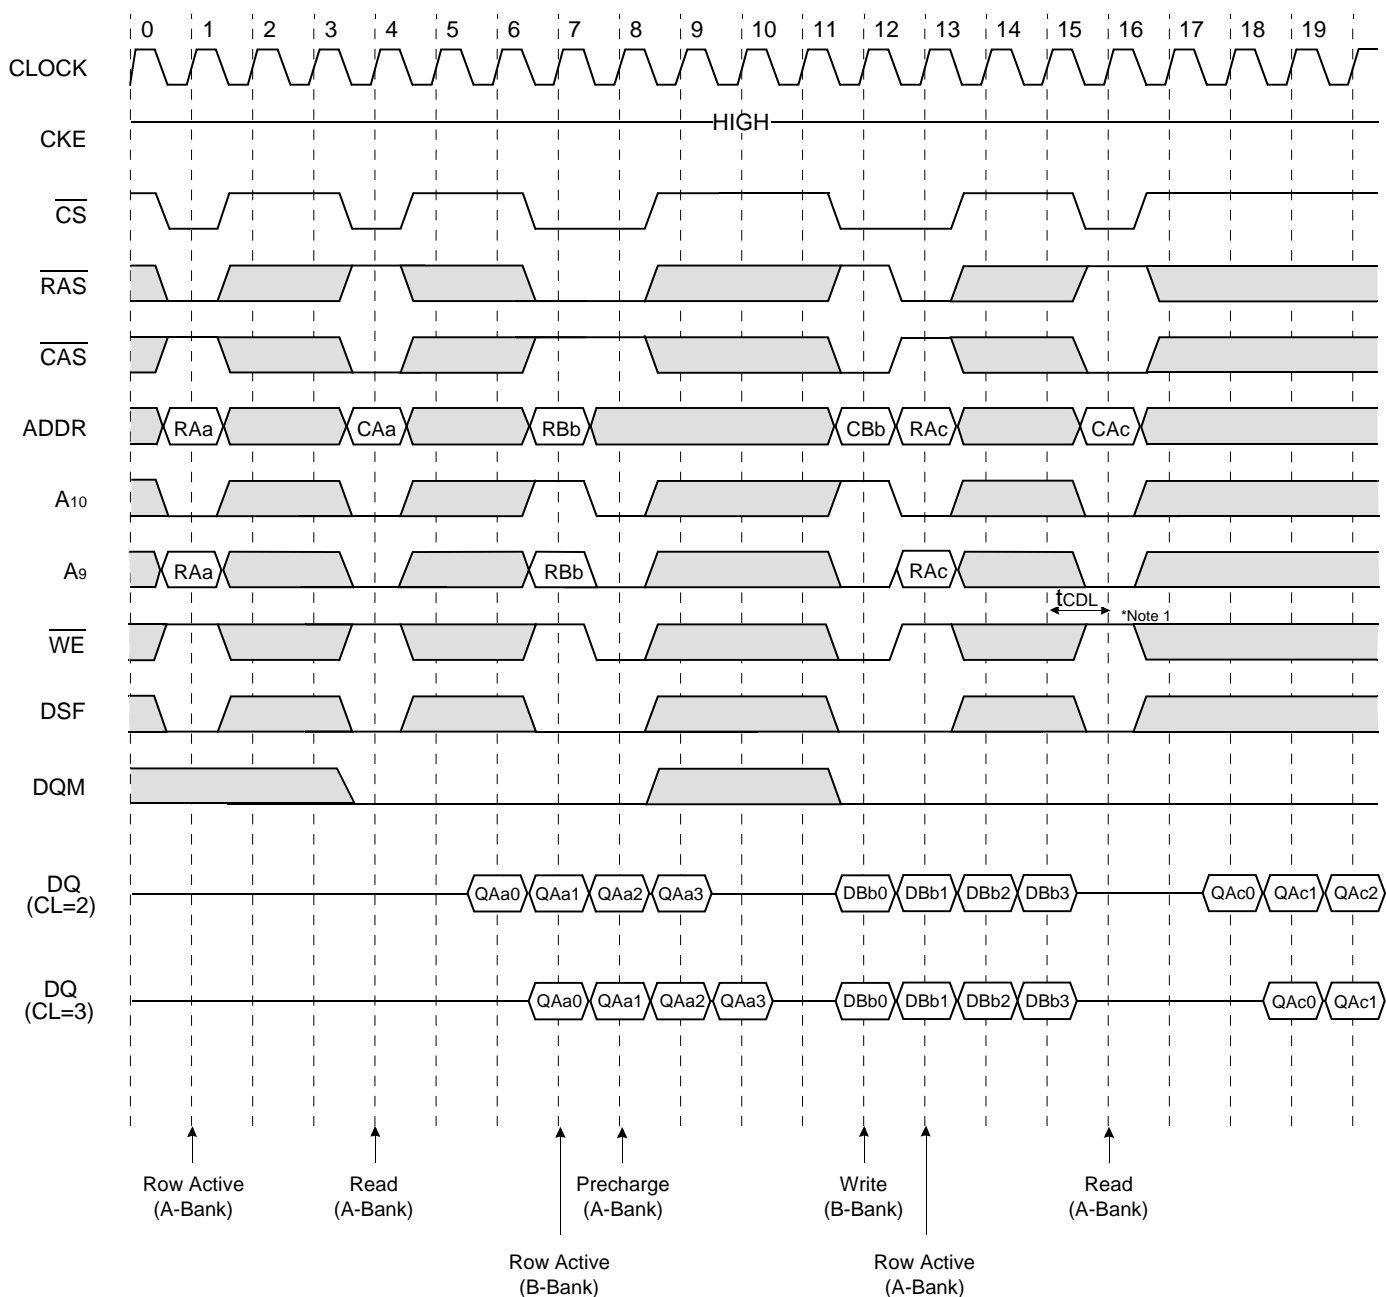 0 1 2 3 4 5 6 7 8 9 10 11 12 13 14 15 16 17 18 19
CLOCK
CKE HIGH
CS
RAS
CAS
ADDR RAa CAa RBb CBb RAc CAc
A10
A9 RAa RBb RAc
tCDL *Note 1
WE
DSF
DQM
DQ
(CL=2) QAa0 QAa1 QAa2 QAa3 DBb0 DBb1 DBb2 DBb3 QAc0 QAc1 QAc2
DQ
(CL=3) QAa0 QAa1 QAa2 QAa3 DBb0 DBb1 DBb2 DBb3 QAc0 QAc1
Row Active Read Precharge Write Read
(A-Bank) (A-Bank) (A-Bank) (B-Bank) (A-Bank)
Row Active Row Active
(B-Bank) (A-Bank)